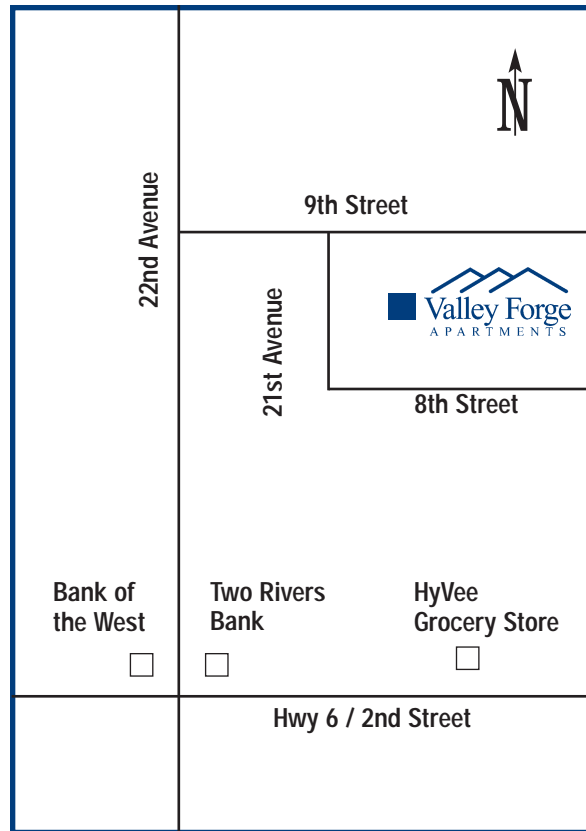 N
9th Street
22nd Avenue
Valley Forge
APARTMENTS
21st Avenue
8th Street
Bank of
the West
Two Rivers
Bank
HyVee
Grocery Store
Hwy 6 / 2nd Street